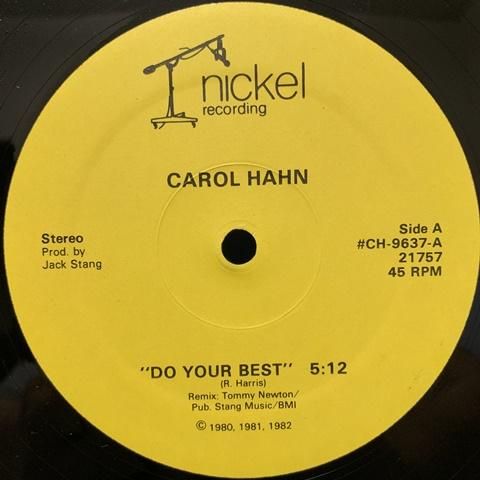 nickel
recording
CAROL HAHN
Stereo
Prod. by
Jack Stang
Side A
#CH-9637-A
21757
45 RPM
"DO YOUR BEST" 5:12
(R. Harris)
Remix: Tommy Newton/
Pub. Stang Music/BMI
© 1980, 1981, 1982